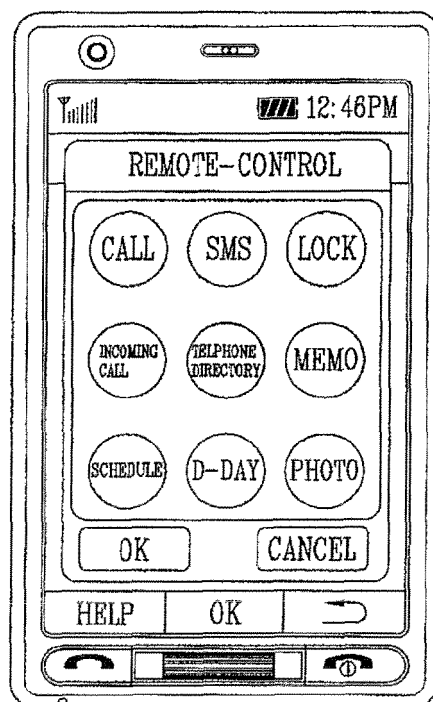 12:46PM
REMOTE-CONTROL
CALL SMS LOCK
INCOMING
CALL
TELPHONE
DIRECTORY
MEMO
SCHEDULE D-DAY PHOTO
OK CANCEL
HELP OK